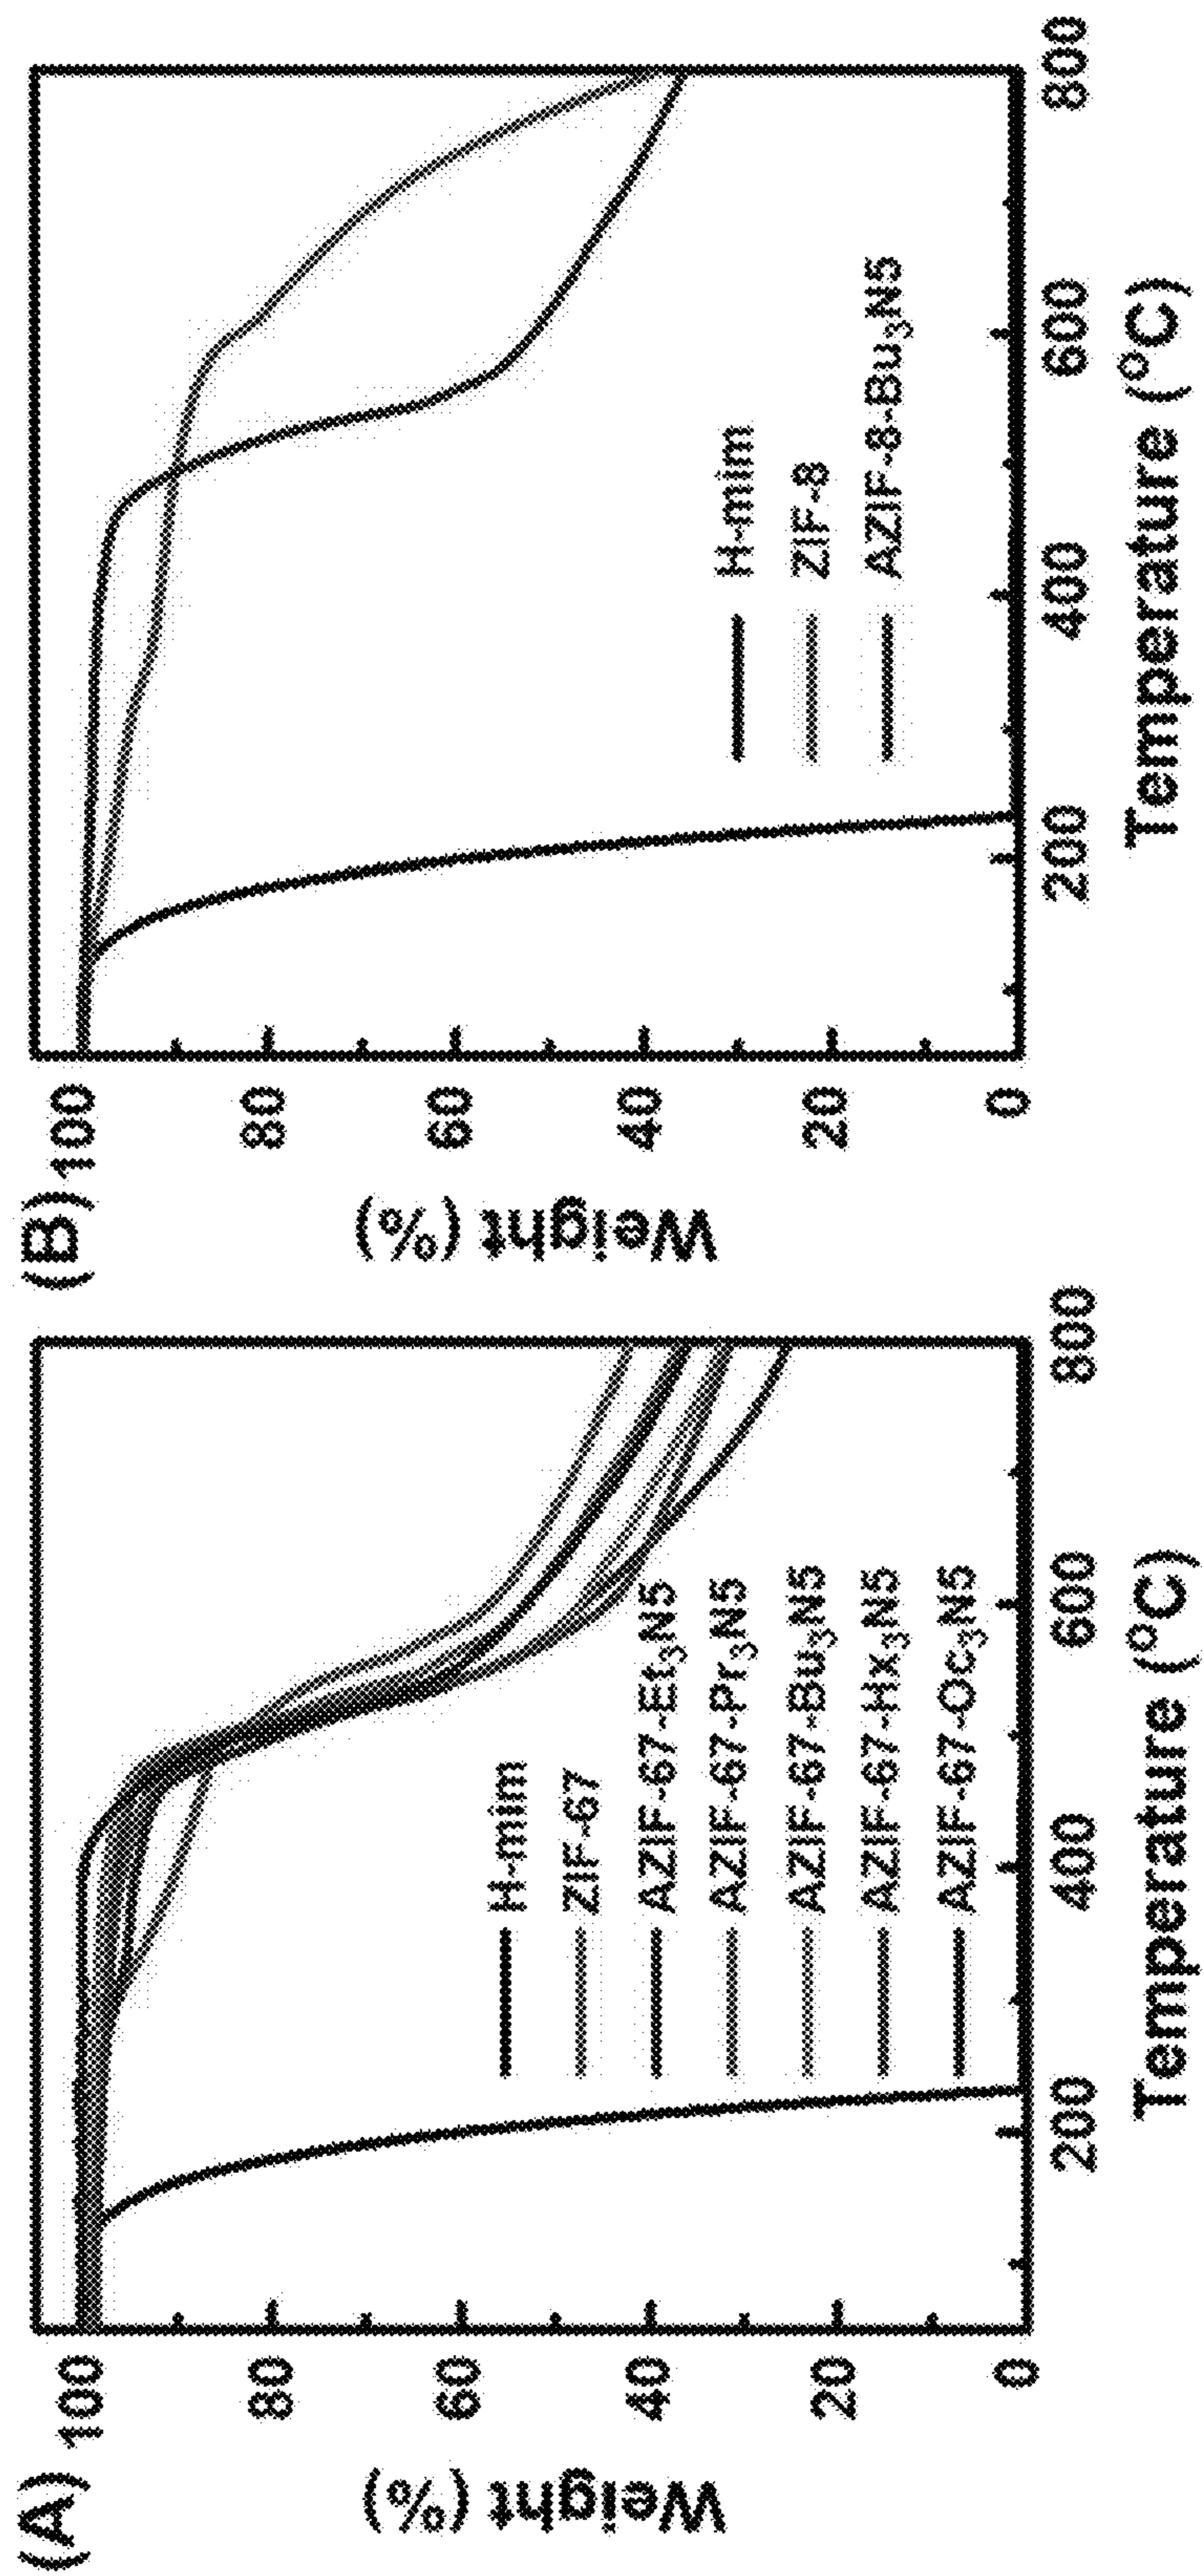 (A)
Weight (%)
100
80
60
40
20
0
H-mim
ZIF-67
AZIF-67-Et₃N5
AZIF-67-Pr₃N5
AZIF-67-Bu₃N5
AZIF-67-Hx₃N5
AZIF-67-Oc₃N5
200
400
600
800
Temperature (°C)
(B)
Weight (%)
100
80
60
40
20
0
H-mim
ZIF-8
AZIF-8-Bu₃N5
200
400
600
800
Temperature (°C)